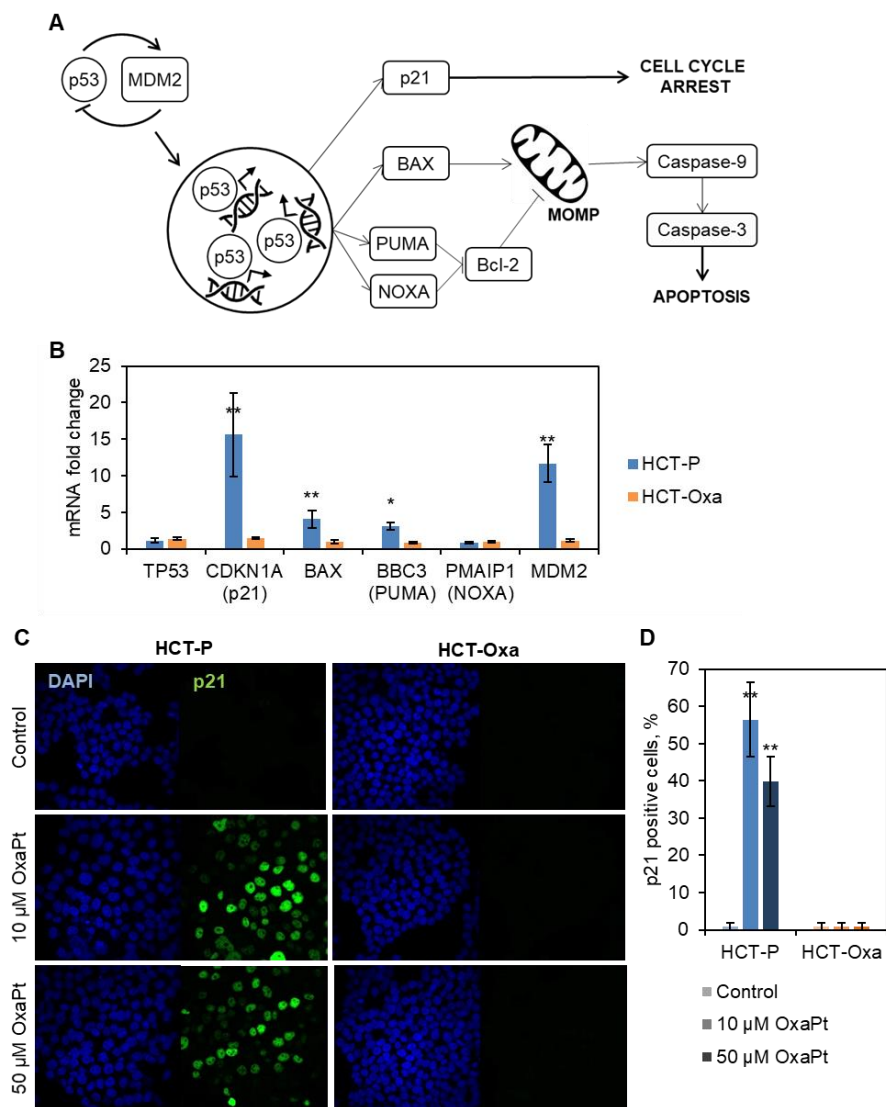 A
p53
MDM2
p21
CELL CYCLE
ARREST
BAX
MOMP
Caspase-9
p53
p53
p53
PUMA
Bcl-2
Caspase-3
NOXA
APOPTOSIS
B
mRNA fold change
25
20
15
10
5
0
**
**
*
**
HCT-P
HCT-Oxa
TP53 CDKN1A BAX BBC3 PMAIP1 MDM2
(p21) (PUMA) (NOXA)
C
HCT-P
HCT-Oxa
DAPI
p21
Control
10 µM OxaPt
50 µM OxaPt
D
p21 positive cells, %
70
60
50
40
30
20
10
0
**
**
HCT-P HCT-Oxa
Control
10 µM OxaPt
50 µM OxaPt